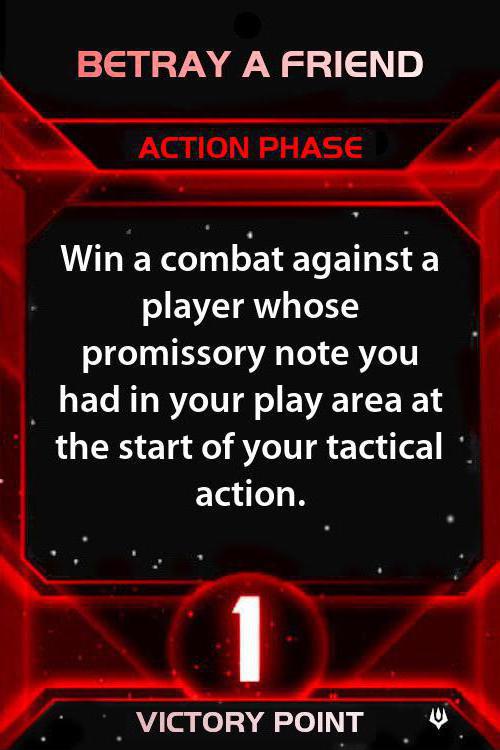 BETRAY A FRIEND
ACTION PHASE
Win a combat against a
player whose
promissory note you
had in your play area at
the start of your tactical
action.
1
VICTORY POINT